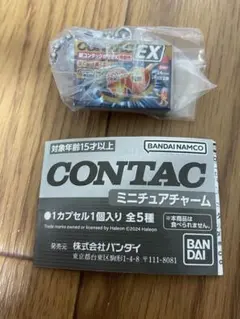 CONTAC
EX
対象年齢15才以上
BANDAI NAMCO
CONTAC
ミニチュアチャーム
●1カプセル1個入り 全5種
Trade marks owned or licensed by Haleon ©2024 Haleon
※本商品は
食べられません。
発売元 株式会社バンダイ
東京都台東区駒形1-4-8 〒111-8081
BAN
DAI